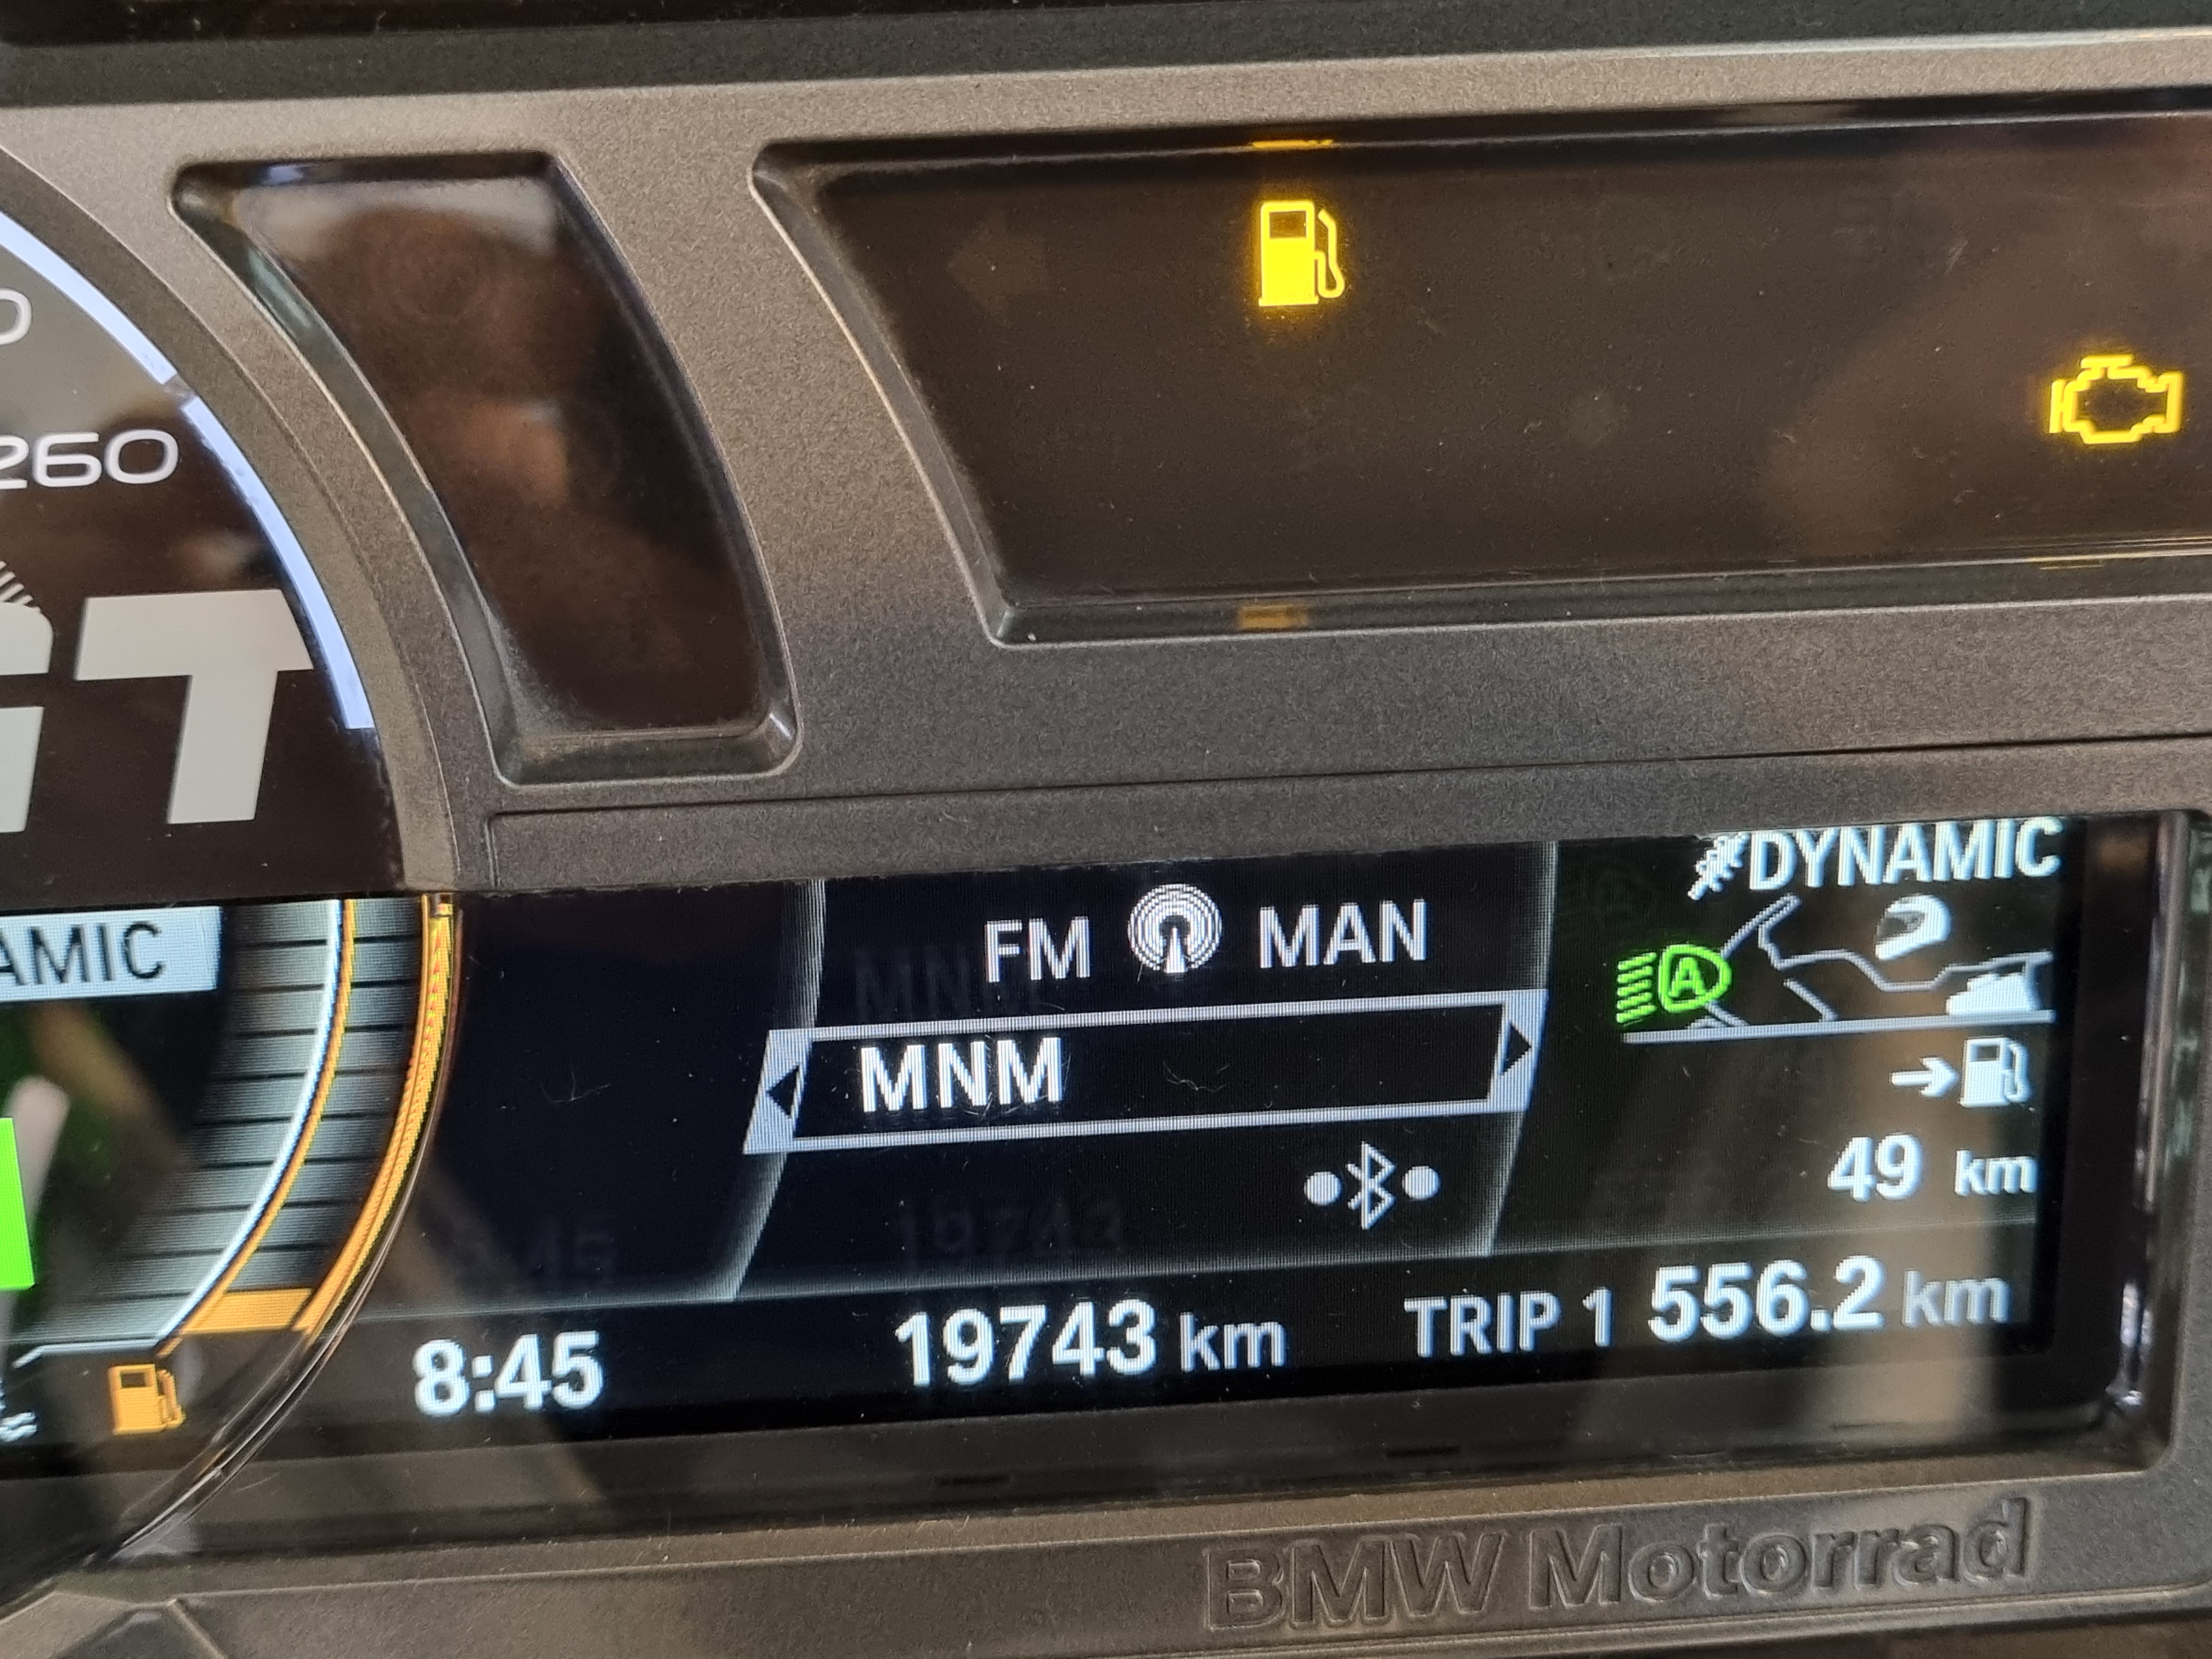 260
GT
AMIC
FM MAN
MNM
DYNAMIC
A
49 km
8:45 19743 km TRIP 1 556.2 km
BMW Motorrad